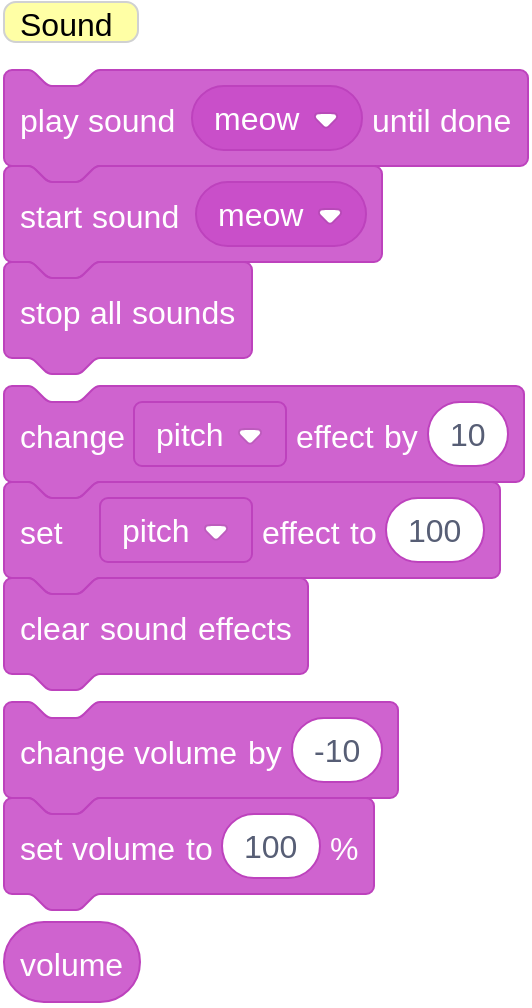 Sound
play sound meow until done
start sound meow
stop all sounds
change pitch effect by 10
set pitch effect to 100
clear sound effects
change volume by -10
set volume to 100 %
volume